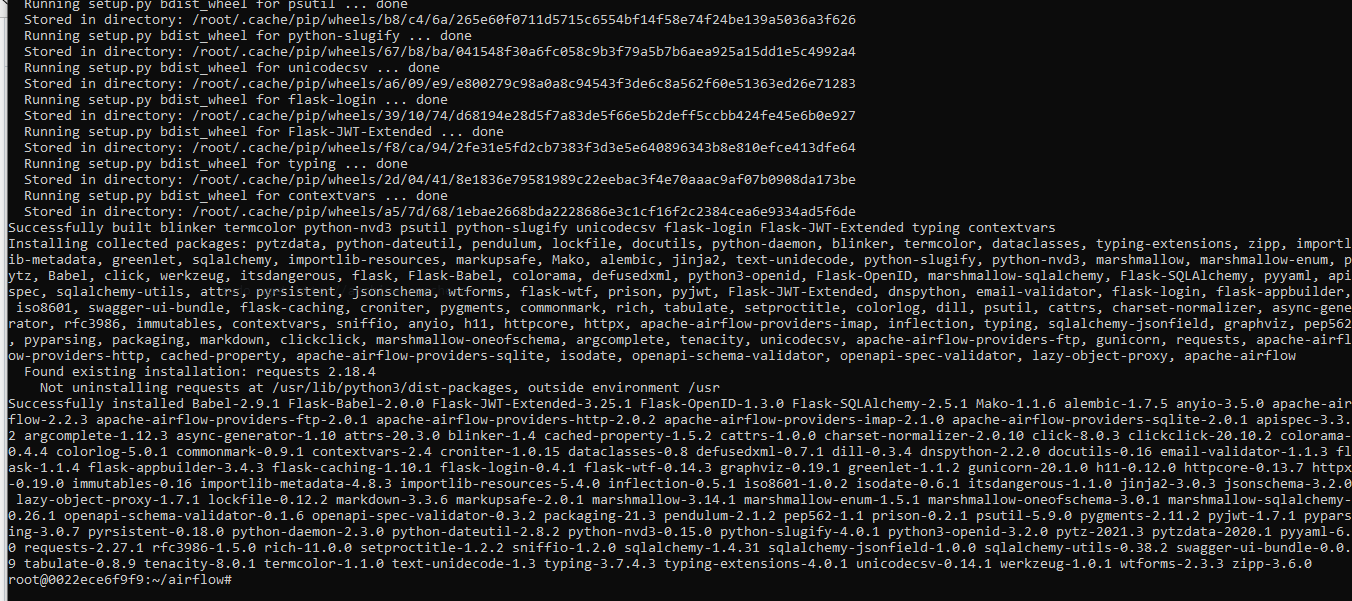 Running setup.py bdist_wheel for psutil ... done
Stored in directory: /root/.cache/pip/wheels/b8/c4/6a/265e60f0711d5715c6554bf14f58e74f24be139a5036a3f626
Running setup.py bdist_wheel for python-slugify ... done
Stored in directory: /root/.cache/pip/wheels/67/b8/ba/041548f30a6fc058c9b3f79a5b7b6aea925a15dd1e5c4992a4
Running setup.py bdist_wheel for unicodecsv ... done
Stored in directory: /root/.cache/pip/wheels/a6/09/e9/e800279c98a0a8c94543f3de6c8a562f60e51363ed26e71283
Running setup.py bdist_wheel for flask-login ... done
Stored in directory: /root/.cache/pip/wheels/39/10/74/d68194e28d5f7a83de5f66e5b2deff5ccbb424fe45e6b0e927
Running setup.py bdist_wheel for Flask-JWT-Extended ... done
Stored in directory: /root/.cache/pip/wheels/f8/ca/94/2fe31e5fd2cb7383f3d3e5e640896343b8e810efce413dfe64
Running setup.py bdist_wheel for typing ... done
Stored in directory: /root/.cache/pip/wheels/2d/04/41/8e1836e79581989c22eebac3f4e70aaac9af07b0908da173be
Running setup.py bdist_wheel for contextvars ... done
Stored in directory: /root/.cache/pip/wheels/a5/7d/68/1ebae2668bda2228686e3c1cf16f2c2384cea6e9334ad5f6de
Successfully built blinker termcolor python-nvd3 psutil python-slugify unicodecsv flask-login Flask-JWT-Extended typing contextvars
Installing collected packages: pytzdata, python-dateutil, pendulum, lockfile, docutils, python-daemon, blinker, termcolor, dataclasses, typing-extensions, zipp, importl
ib-metadata, greenlet, sqlalchemy, importlib-resources, markupsafe, Mako, alembic, jinja2, text-unidecode, python-slugify, python-nvd3, marshmallow, marshmallow-enum, p
ytz, Babel, click, werkzeug, itsdangerous, flask, Flask-Babel, colorama, defusedxml, python3-openid, Flask-OpenID, marshmallow-sqlalchemy, Flask-SQLAlchemy, pyyaml, api
spec, sqlalchemy-utils, attrs, pyrsistent, jsonschema, wtforms, flask-wtf, prison, pyjwt, Flask-JWT-Extended, dnspython, email-validator, flask-login, flask-appbuilder,
iso8601, swagger-ui-bundle, flask-caching, croniter, pygments, commonmark, rich, tabulate, setproctitle, colorlog, dill, psutil, cattrs, charset-normalizer, async-gene
rator, rfc3986, immutables, contextvars, sniffio, anyio, h11, httpcore, httpx, apache-airflow-providers-imap, inflection, typing, sqlalchemy-jsonfield, graphviz, pep562
, pyparsing, packaging, markdown, clickclick, marshmallow-oneofschema, argcomplete, tenacity, unicodecsv, apache-airflow-providers-ftp, gunicorn, requests, apache-airfl
ow-providers-http, cached-property, apache-airflow-providers-sqlite, isodate, openapi-schema-validator, openapi-spec-validator, lazy-object-proxy, apache-airflow
Found existing installation: requests 2.18.4
Not uninstalling requests at /usr/lib/python3/dist-packages, outside environment /usr
Successfully installed Babel-2.9.1 Flask-Babel-2.0.0 Flask-JWT-Extended-3.25.1 Flask-OpenID-1.3.0 Flask-SQLAlchemy-2.5.1 Mako-1.1.6 alembic-1.7.5 anyio-3.5.0 apache-air
flow-2.2.3 apache-airflow-providers-ftp-2.0.1 apache-airflow-providers-http-2.0.2 apache-airflow-providers-imap-2.1.0 apache-airflow-providers-sqlite-2.0.1 apispec-3.3.
2 argcomplete-1.12.3 async-generator-1.10 attrs-20.3.0 blinker-1.4 cached-property-1.5.2 cattrs-1.0.0 charset-normalizer-2.0.10 click-8.0.3 clickclick-20.10.2 colorama-
0.4.4 colorlog-5.0.1 commonmark-0.9.1 contextvars-2.4 croniter-1.0.15 dataclasses-0.8 defusedxml-0.7.1 dill-0.3.4 dnspython-2.2.0 docutils-0.16 email-validator-1.1.3 fl
ask-1.1.4 flask-appbuilder-3.4.3 flask-caching-1.10.1 flask-login-0.4.1 flask-wtf-0.14.3 graphviz-0.19.1 greenlet-1.1.2 gunicorn-20.1.0 h11-0.12.0 httpcore-0.13.7 httpx
-0.19.0 immutables-0.16 importlib-metadata-4.8.3 importlib-resources-5.4.0 inflection-0.5.1 iso8601-1.0.2 isodate-0.6.1 itsdangerous-1.1.0 jinja2-3.0.3 jsonschema-3.2.0
lazy-object-proxy-1.7.1 lockfile-0.12.2 markdown-3.3.6 markupsafe-2.0.1 marshmallow-3.14.1 marshmallow-enum-1.5.1 marshmallow-oneofschema-3.0.1 marshmallow-sqlalchemy-
0.26.1 openapi-schema-validator-0.1.6 openapi-spec-validator-0.3.2 packaging-21.3 pendulum-2.1.2 pep562-1.1 prison-0.2.1 psutil-5.9.0 pygments-2.11.2 pyjwt-1.7.1 pypars
ing-3.0.7 pyrsistent-0.18.0 python-daemon-2.3.0 python-dateutil-2.8.2 python-nvd3-0.15.0 python-slugify-4.0.1 python3-openid-3.2.0 pytz-2021.3 pytzdata-2020.1 pyyaml-6.
0 requests-2.27.1 rfc3986-1.5.0 rich-11.0.0 setproctitle-1.2.2 sniffio-1.2.0 sqlalchemy-1.4.31 sqlalchemy-jsonfield-1.0.0 sqlalchemy-utils-0.38.2 swagger-ui-bundle-0.0.
9 tabulate-0.8.9 tenacity-8.0.1 termcolor-1.1.0 text-unidecode-1.3 typing-3.7.4.3 typing-extensions-4.0.1 unicodecsv-0.14.1 werkzeug-1.0.1 wtforms-2.3.3 zipp-3.6.0
root@0022ece6f9f9:~/airflow#